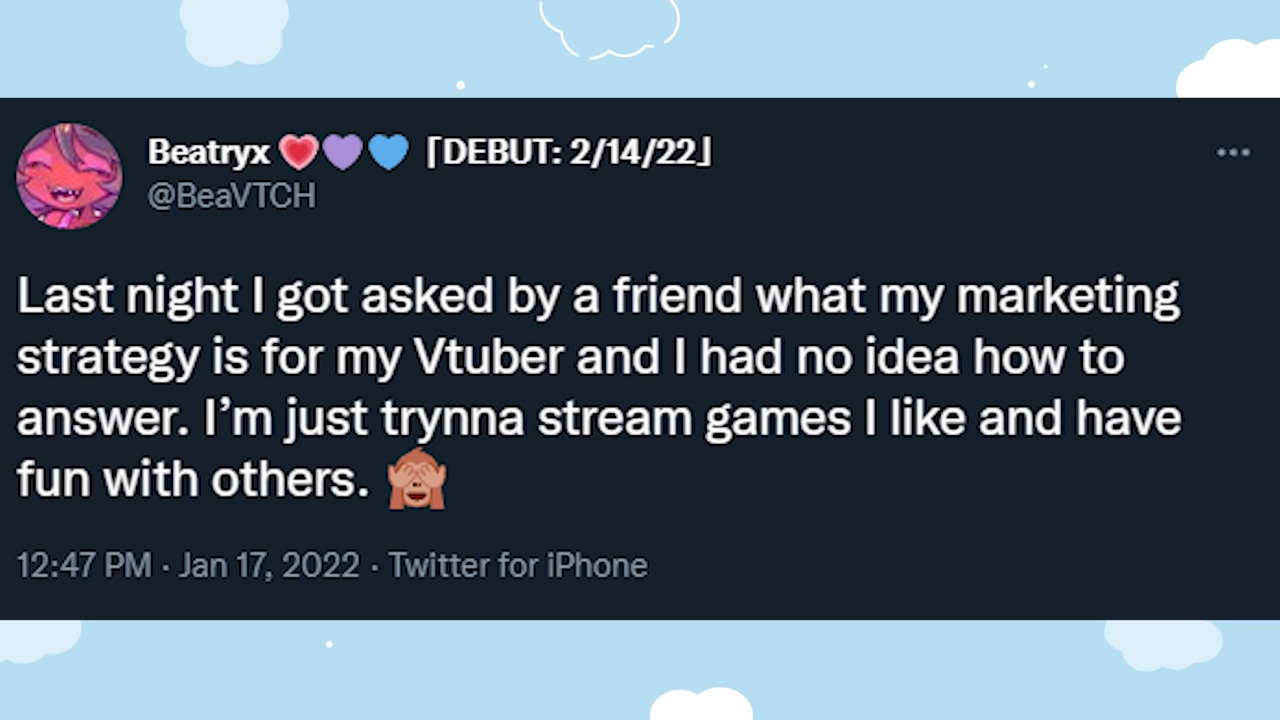 Beatryx ❤️💜💙 ⌈DEBUT: 2/14/22⌋
@BeaVTCH
Last night I got asked by a friend what my marketing
strategy is for my Vtuber and I had no idea how to
answer. I’m just trynna stream games I like and have
fun with others. 🙈
12:47 PM · Jan 17, 2022 · Twitter for iPhone